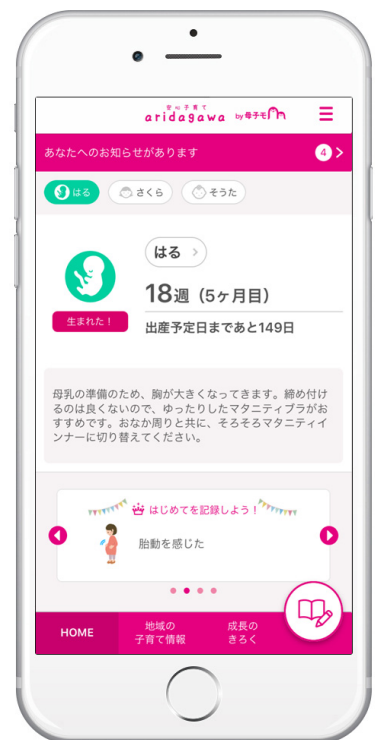 安心子育て
aridagawa by母子モ
あなたへのお知らせがあります 4
はる さくら そうた
はる
18週（5ヶ月目）
生まれた！
出産予定日まであと149日
母乳の準備のため、胸が大きくなってきます。締め付け
るのは良くないので、ゆったりしたマタニティブラがお
すすめです。おなか周りと共に、そろそろマタニティイ
ンナーに切り替えてください。
はじめてを記録しよう！
胎動を感じた
HOME
地域の
子育て情報
成長の
きろく